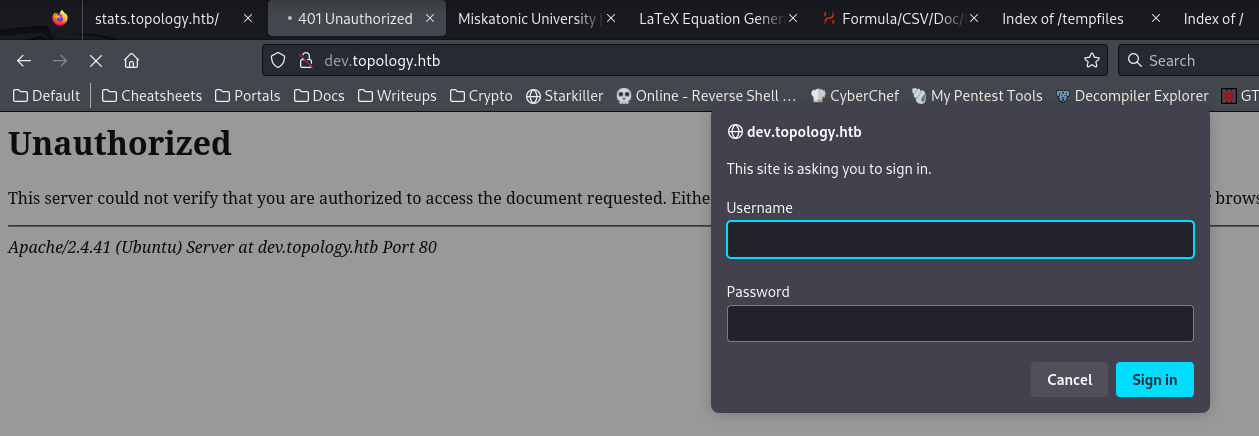 stats.topology.htb/
401 Unauthorized
Miskatonic University |
LaTeX Equation Gener
Formula/CSV/Doc/
Index of /tempfiles
Index of /
dev.topology.htb
Search
Default
Cheatsheets
Portals
Docs
Writeups
Crypto
Starkiller
Online - Reverse Shell ...
CyberChef
My Pentest Tools
Decompiler Explorer
GT
Unauthorized
This server could not verify that you are authorized to access the document requested. Eithe
brows
Apache/2.4.41 (Ubuntu) Server at dev.topology.htb Port 80
dev.topology.htb
This site is asking you to sign in.
Username
Password
Cancel
Sign in